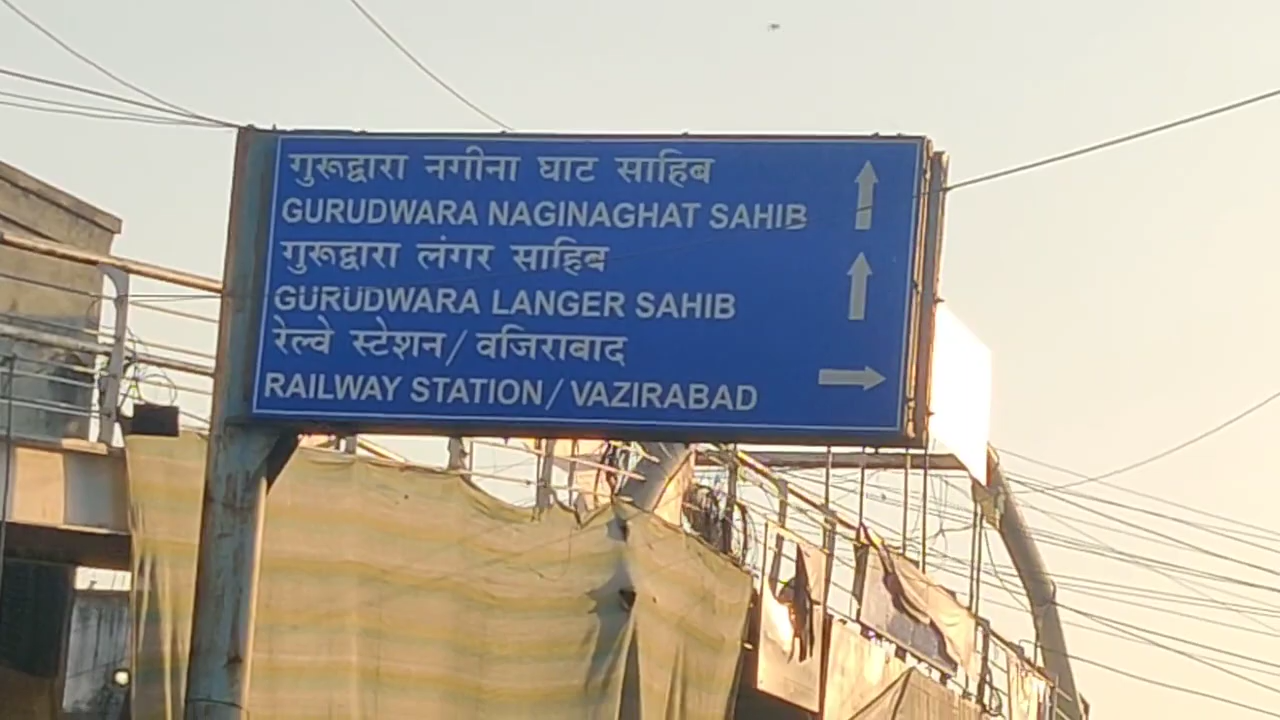 गुरूद्वारा नगीना घाट साहिब
GURUDWARA NAGINAGHAT SAHIB
गुरूद्वारा लंगर साहिब
GURUDWARA LANGER SAHIB
रेल्वे स्टेशन/ वजिराबाद
RAILWAY STATION/ VAZIRABAD